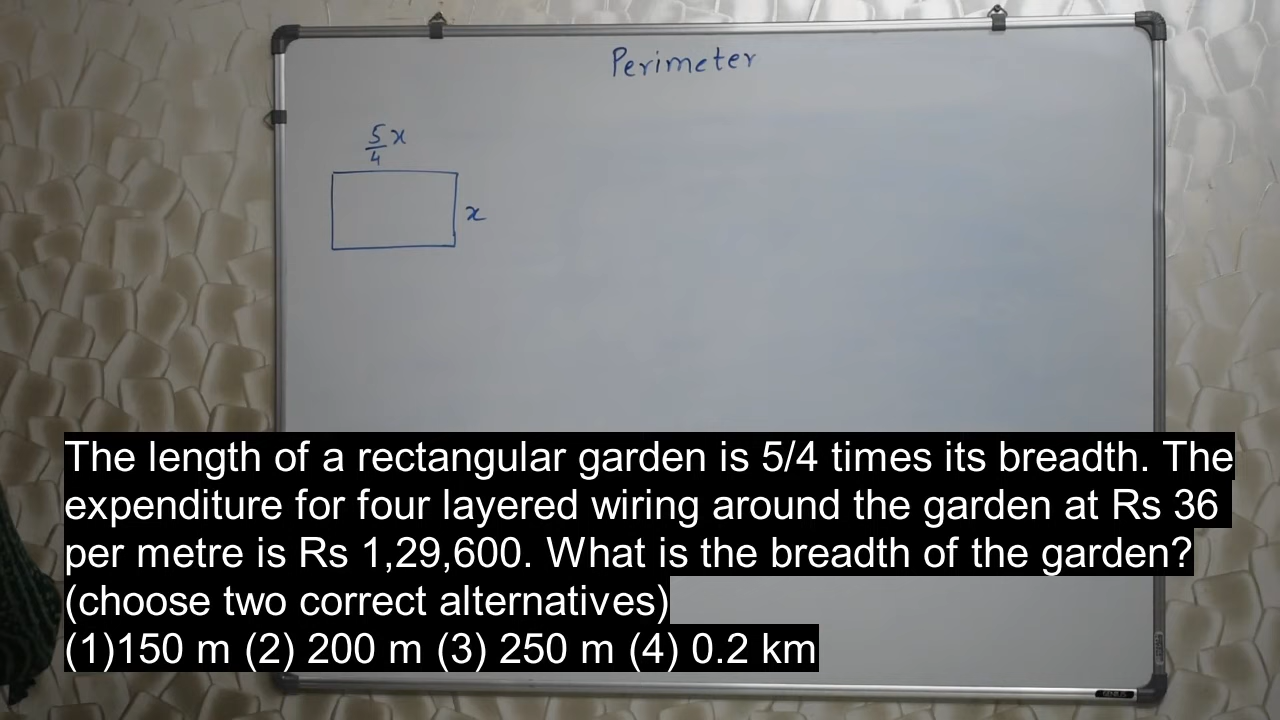 Perimeter
5/4 x
x
The length of a rectangular garden is 5/4 times its breadth. The
expenditure for four layered wiring around the garden at Rs 36
per metre is Rs 1,29,600. What is the breadth of the garden?
(choose two correct alternatives)
(1)150 m (2) 200 m (3) 250 m (4) 0.2 km